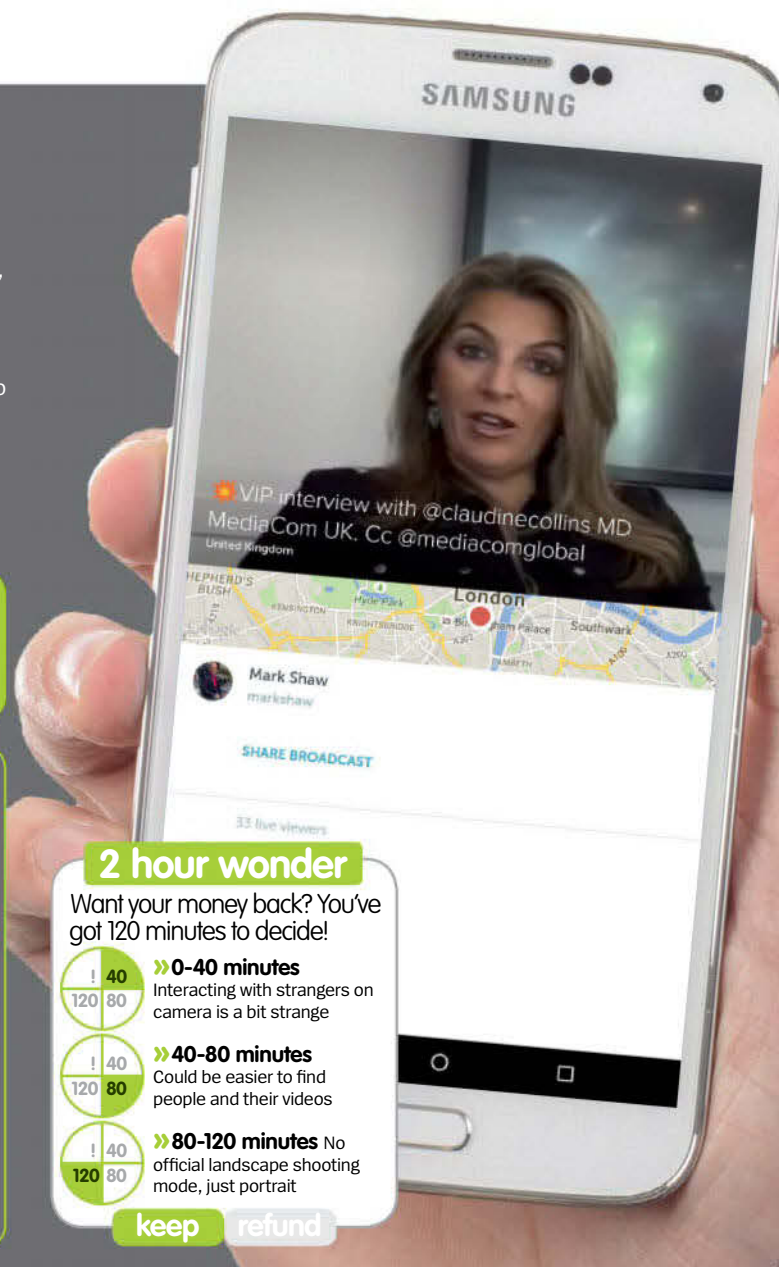 SAMSUNG
VIP interview with @claudinecollins MD
MediaCom UK. Cc @mediacomglobal
United Kingdom
HEPHERD'S
BUSH
Hyde Park
London
KENSINGTON
KNIGHTSBRIDGE
Palace
Southwark
LAMBETH
Mark Shaw
markshaw
SHARE BROADCAST
33 live viewers
2 hour wonder
Want your money back? You've
got 120 minutes to decide!
! 40
120 80
»0-40 minutes
Interacting with strangers on
camera is a bit strange
! 40
120 80
»40-80 minutes
Could be easier to find
people and their videos
! 40
120 80
»80-120 minutes No
official landscape shooting
mode, just portrait
keep refund